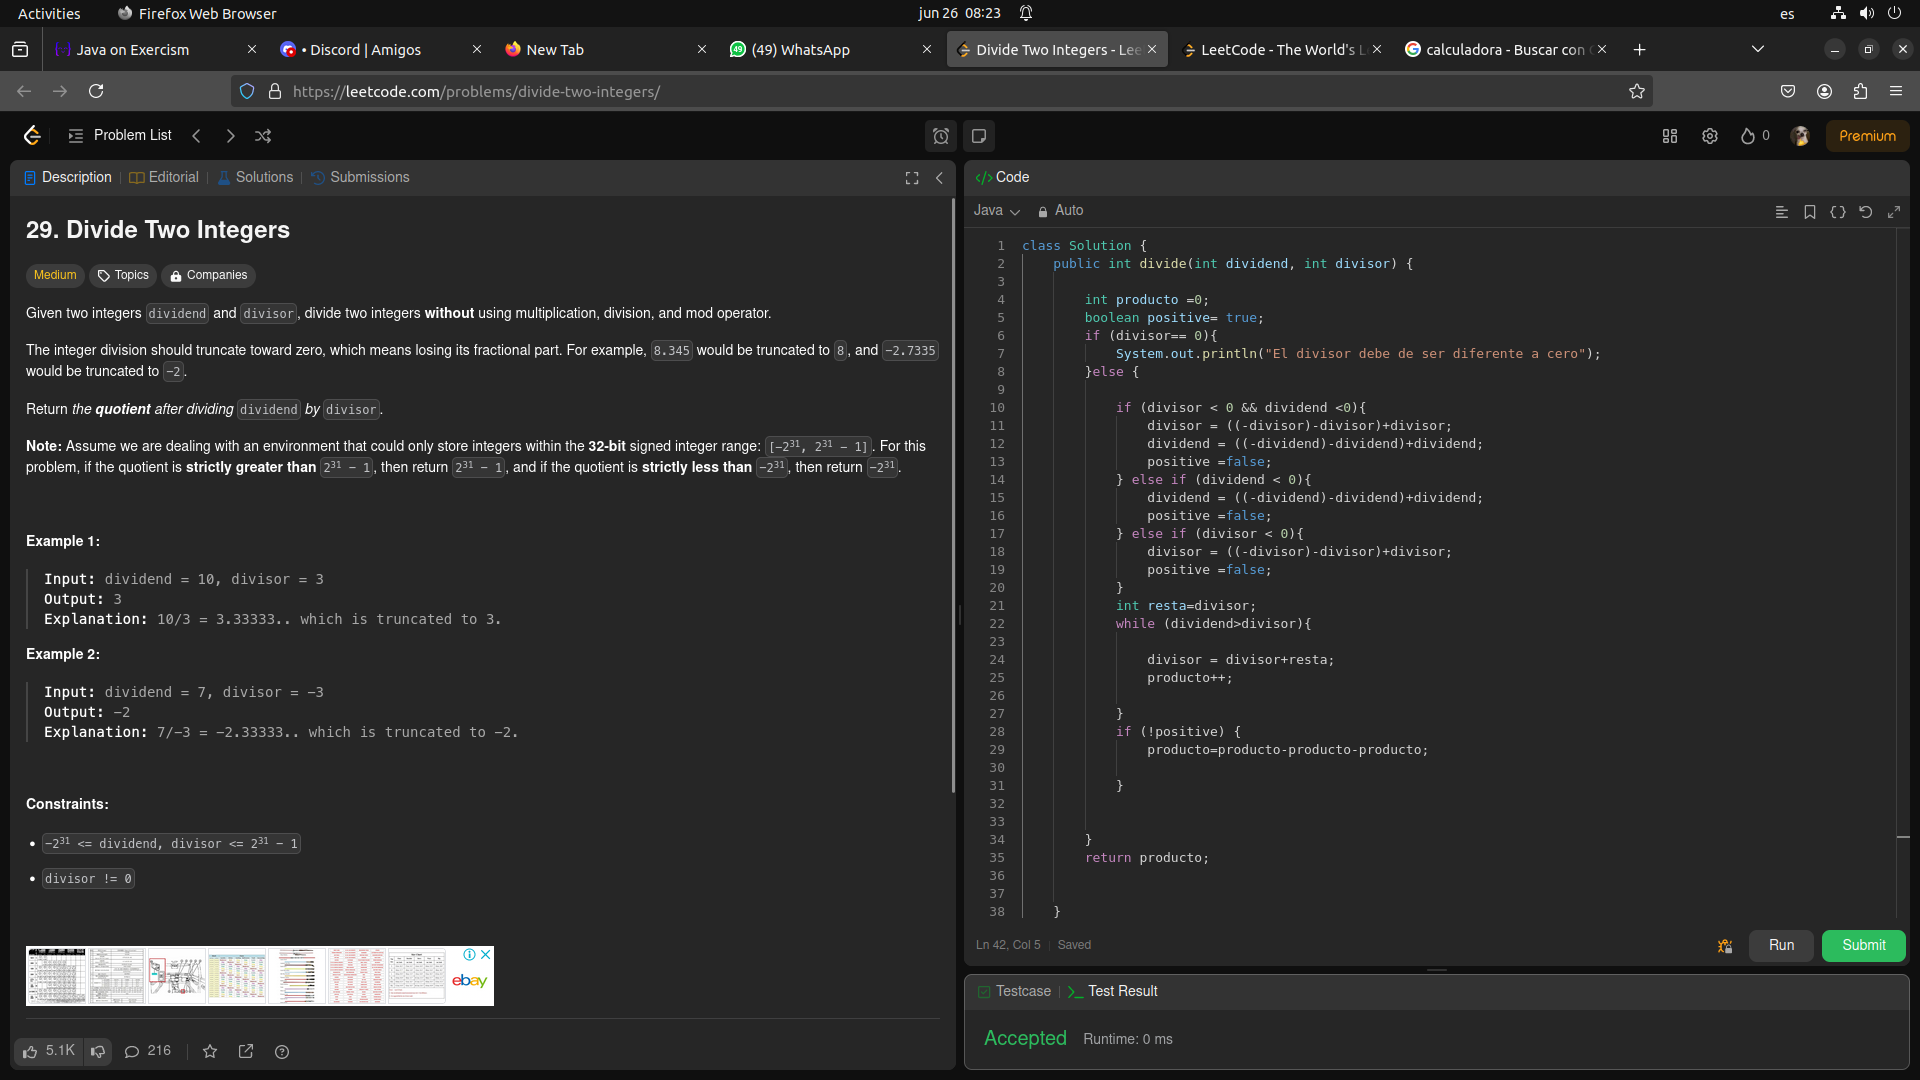 Activities
Firefox Web Browser
jun 26 08:23
es
Java on Exercism
• Discord | Amigos
New Tab
(49) WhatsApp
Divide Two Integers - Lee
LeetCode - The World's L
calculadora - Buscar con
https://leetcode.com/problems/divide-two-integers/
Problem List
0
Premium
Description
Editorial
Solutions
Submissions
29. Divide Two Integers
Medium
Topics
Companies
Given two integers dividend and divisor, divide two integers without using multiplication, division, and mod operator.
The integer division should truncate toward zero, which means losing its fractional part. For example, 8.345 would be truncated to 8, and -2.7335
would be truncated to -2.
Return the quotient after dividing dividend by divisor.
Note: Assume we are dealing with an environment that could only store integers within the 32-bit signed integer range: [-2³¹, 2³¹ - 1]. For this
problem, if the quotient is strictly greater than 2³¹ - 1, then return 2³¹ - 1, and if the quotient is strictly less than -2³¹, then return -2³¹.
Example 1:
Input: dividend = 10, divisor = 3
Output: 3
Explanation: 10/3 = 3.33333.. which is truncated to 3.
Example 2:
Input: dividend = 7, divisor = -3
Output: -2
Explanation: 7/-3 = -2.33333.. which is truncated to -2.
Constraints:
• -2³¹ <= dividend, divisor <= 2³¹ - 1
• divisor != 0
ebay
5.1K
216
</> Code
Java
Auto
1 class Solution {
2 public int divide(int dividend, int divisor) {
3
4 int producto =0;
5 boolean positive= true;
6 if (divisor== 0){
7 System.out.println("El divisor debe de ser diferente a cero");
8 }else {
9
10 if (divisor < 0 && dividend <0){
11 divisor = ((-divisor)-divisor)+divisor;
12 dividend = ((-dividend)-dividend)+dividend;
13 positive =false;
14 } else if (dividend < 0){
15 dividend = ((-dividend)-dividend)+dividend;
16 positive =false;
17 } else if (divisor < 0){
18 divisor = ((-divisor)-divisor)+divisor;
19 positive =false;
20 }
21 int resta=divisor;
22 while (dividend>divisor){
23
24 divisor = divisor+resta;
25 producto++;
26
27 }
28 if (!positive) {
29 producto=producto-producto-producto;
30
31 }
32
33
34 }
35 return producto;
36
37
38 }
Ln 42, Col 5
Saved
Run
Submit
Testcase
Test Result
Accepted
Runtime: 0 ms